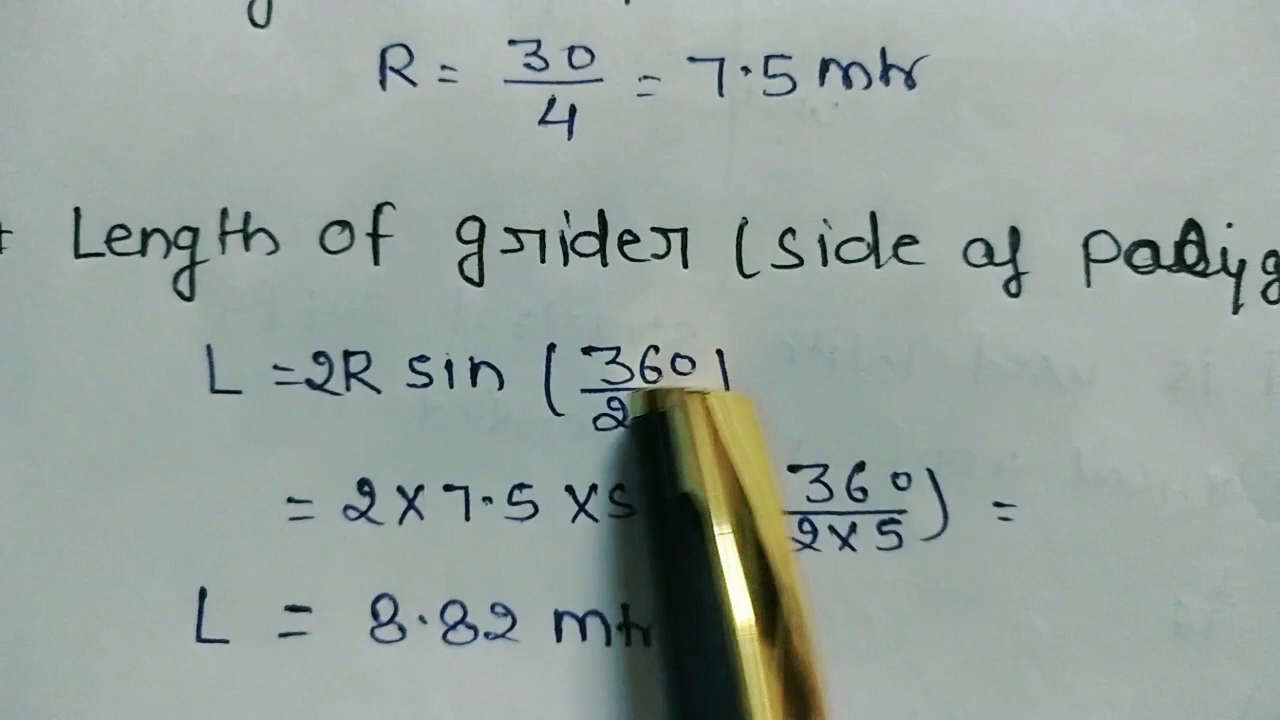 R = 30/4 = 7.5 mtr
Length of grider (side of
L = 2R sin (360/2
= 2 x 7.5 x s 360/2x5) =
L = 8.82 mtr